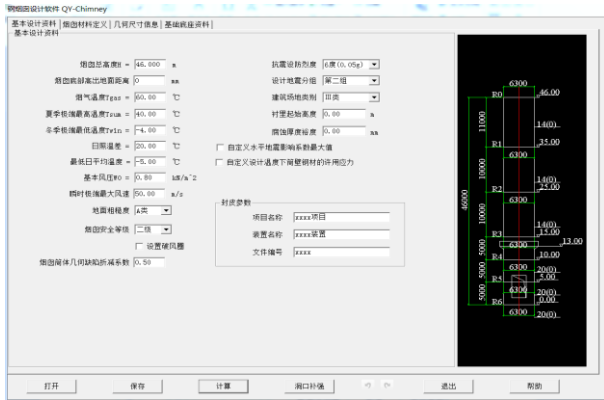 钢烟囱设计软件 QY-Chimney
基本设计资料 烟囱材料定义 几何尺寸信息 基础底座资料
基本设计资料
烟囱总高度H = 46.000 m
烟囱底部高出地面距离 0 mm
烟气温度Tgas = 60.00 ℃
夏季极端最高温度Tsum = 40.00 ℃
冬季极端最低温度Twin = -4.00 ℃
日照温差 = 20.00 ℃
最低日平均温度 = -5.00 ℃
基本风压W0 = 0.80 kN/m^2
瞬时极端最大风速 50.00 m/s
地面粗糙度 A类
烟囱安全等级 二级
设置破风圈
烟囱筒体几何缺陷折减系数 0.50
抗震设防烈度 6度(0.05g)
设计地震分组 第二组
建筑场地类别 III类
衬里起始高度 0.00 m
腐蚀厚度裕度 0.00 mm
自定义水平地震影响系数最大值
自定义设计温度下筒壁钢材的许用应力
封皮参数
项目名称 xxxx项目
装置名称 xxxx装置
文件编号 xxxx
6300
R0 46.00
11000
14(0)
R1 35.00
6300
10000
14(0)
R2 25.00
6300
46000
10000
14(0)
R3 15.00
6300 13.00
5000
R4 10.00
6300
5000
20(0)
R5 5.00
6300
5000
20(0)
R6 0.00
6300 20(0)
打开 保存 计算 洞口补强 退出 帮助